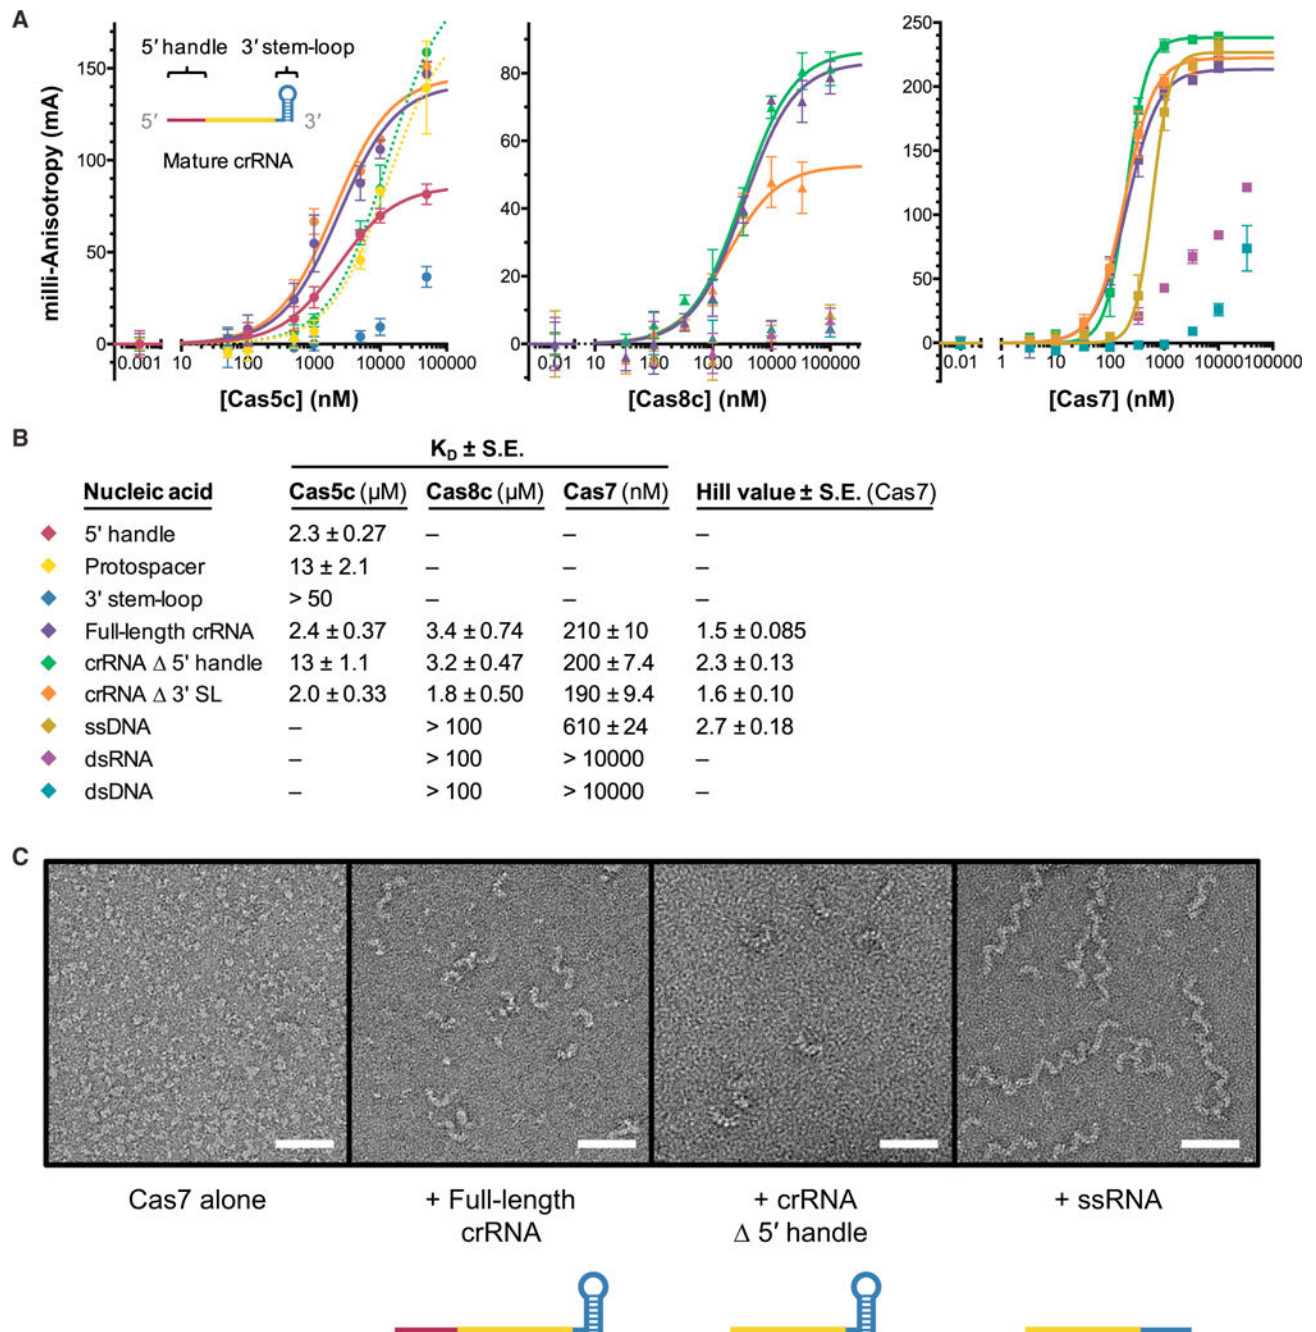 A
5′ handle 3′ stem-loop
5′ 3′
Mature crRNA
milli-Anisotropy (mA)
150
100
50
0
0.001 10 100 1000 10000 100000
[Cas5c] (nM)
80
60
40
20
0
0.001 10 100 1000 10000 100000
[Cas8c] (nM)
250
200
150
100
50
0
0.01 1 10 100 1000 10000 100000
[Cas7] (nM)
B
K_D ± S.E.
Nucleic acid Cas5c (μM) Cas8c (μM) Cas7 (nM) Hill value ± S.E. (Cas7)
5' handle 2.3 ± 0.27 – – –
Protospacer 13 ± 2.1 – – –
3' stem-loop > 50 – – –
Full-length crRNA 2.4 ± 0.37 3.4 ± 0.74 210 ± 10 1.5 ± 0.085
crRNA Δ 5' handle 13 ± 1.1 3.2 ± 0.47 200 ± 7.4 2.3 ± 0.13
crRNA Δ 3' SL 2.0 ± 0.33 1.8 ± 0.50 190 ± 9.4 1.6 ± 0.10
ssDNA – > 100 610 ± 24 2.7 ± 0.18
dsRNA – > 100 > 10000 –
dsDNA – > 100 > 10000 –
C
Cas7 alone
+ Full-length
crRNA
+ crRNA
Δ 5′ handle
+ ssRNA